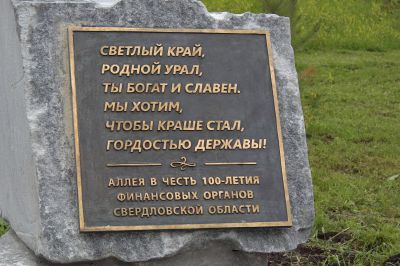 СВЕТЛЫЙ КРАЙ,
РОДНОЙ УРАЛ,
ТЫ БОГАТ И СЛАВЕН.
МЫ ХОТИМ,
ЧТОБЫ КРАШЕ СТАЛ,
ГОРДОСТЬЮ ДЕРЖАВЫ!
АЛЛЕЯ В ЧЕСТЬ 100-ЛЕТИЯ
ФИНАНСОВЫХ ОРГАНОВ
СВЕРДЛОВСКОЙ ОБЛАСТИ